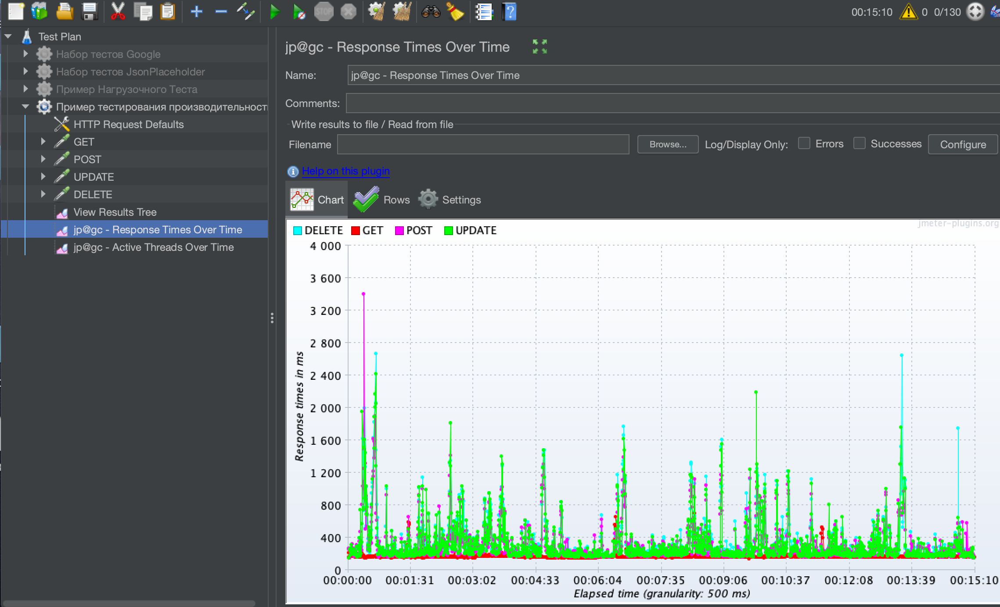 STOP
00:15:10 0 0/130
Test Plan
Набор тестов Google
Набор тестов JsonPlaceholder
Пример Нагрузочного Теста
Пример тестирования производительност
HTTP Request Defaults
GET
POST
UPDATE
DELETE
View Results Tree
jp@gc - Response Times Over Time
jp@gc - Active Threads Over Time
jp@gc - Response Times Over Time
Name: jp@gc - Response Times Over Time
Comments:
Write results to file / Read from file
Filename Browse... Log/Display Only: Errors Successes Configure
Help on this plugin
Chart Rows Settings
jmeter-plugins.org
DELETE GET POST UPDATE
4 000
3 600
3 200
2 800
2 400
2 000
1 600
1 200
800
400
0
Response times in ms
00:00:00 00:01:31 00:03:02 00:04:33 00:06:04 00:07:35 00:09:06 00:10:37 00:12:08 00:13:39 00:15:10
Elapsed time (granularity: 500 ms)